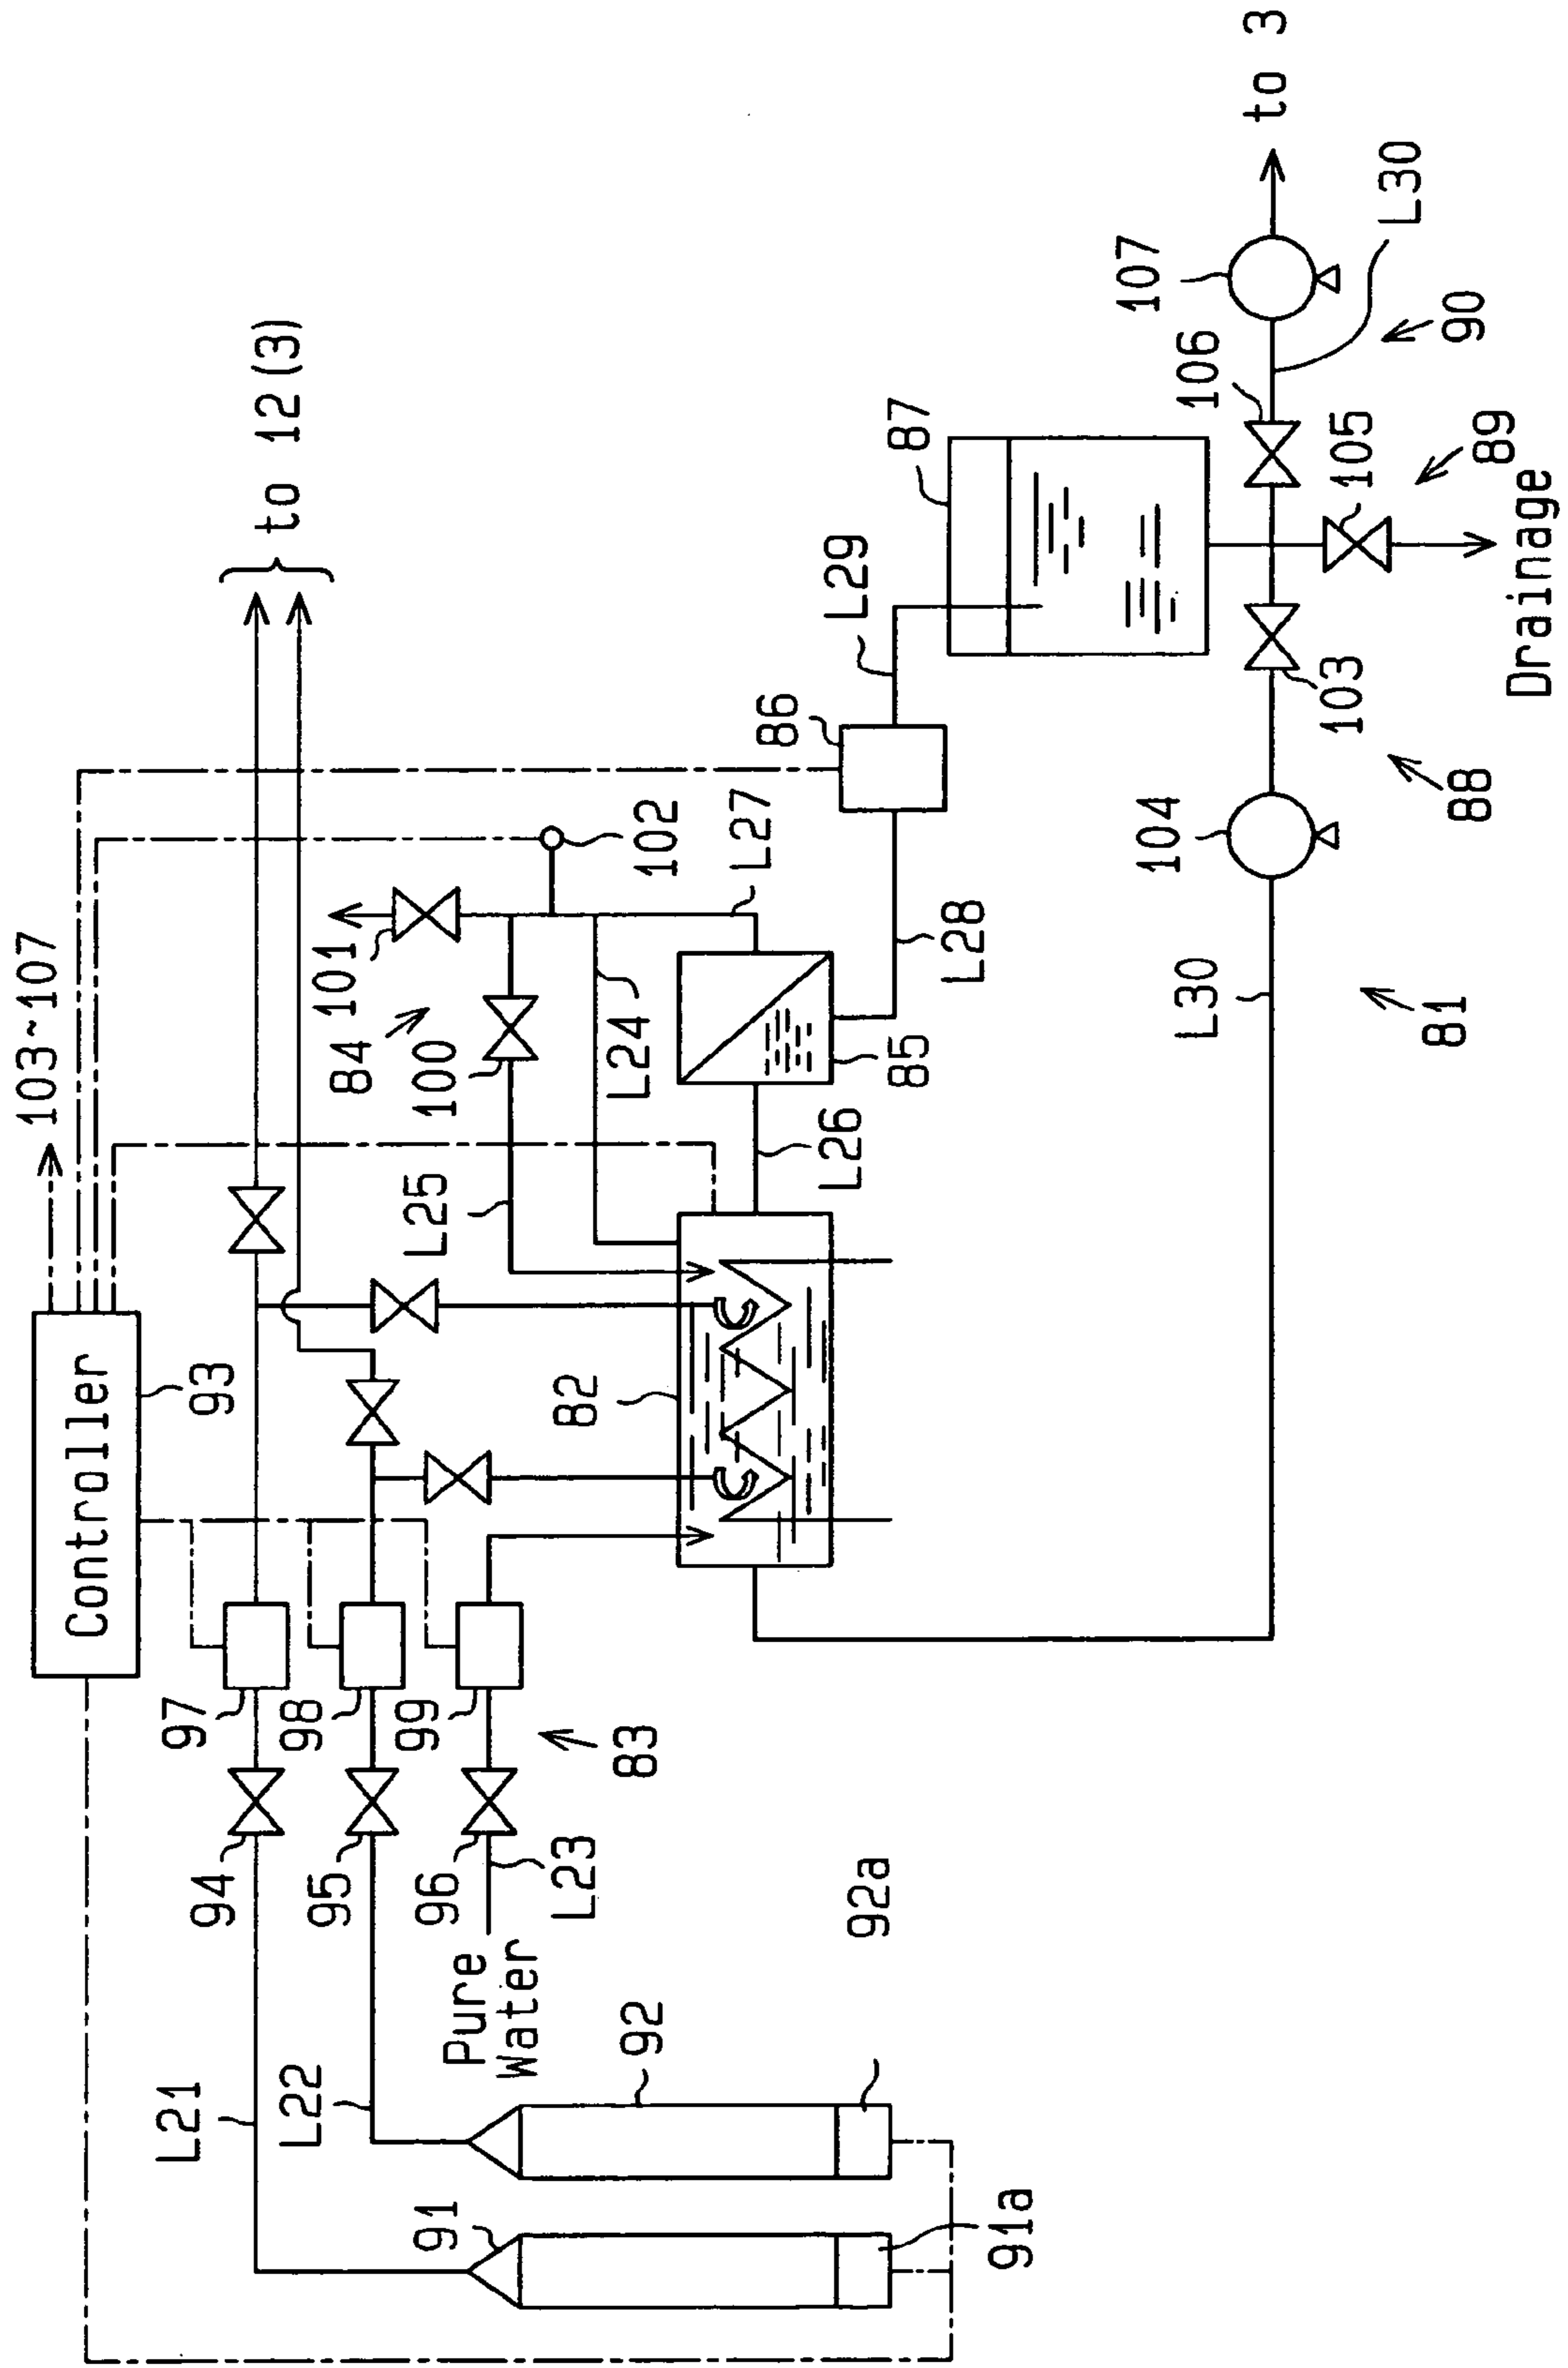 Controller
93
103~107
to 12(3)
L21
94
97
L22
95
98
Pure
Water
L23
96
99
83
82
L25
L24
100
84
101
102
L27
L26
85
L28
86
L29
87
91
91a
92
92a
L30
81
104
88
103
Drainage
89
105
106
90
107
L30
to 3